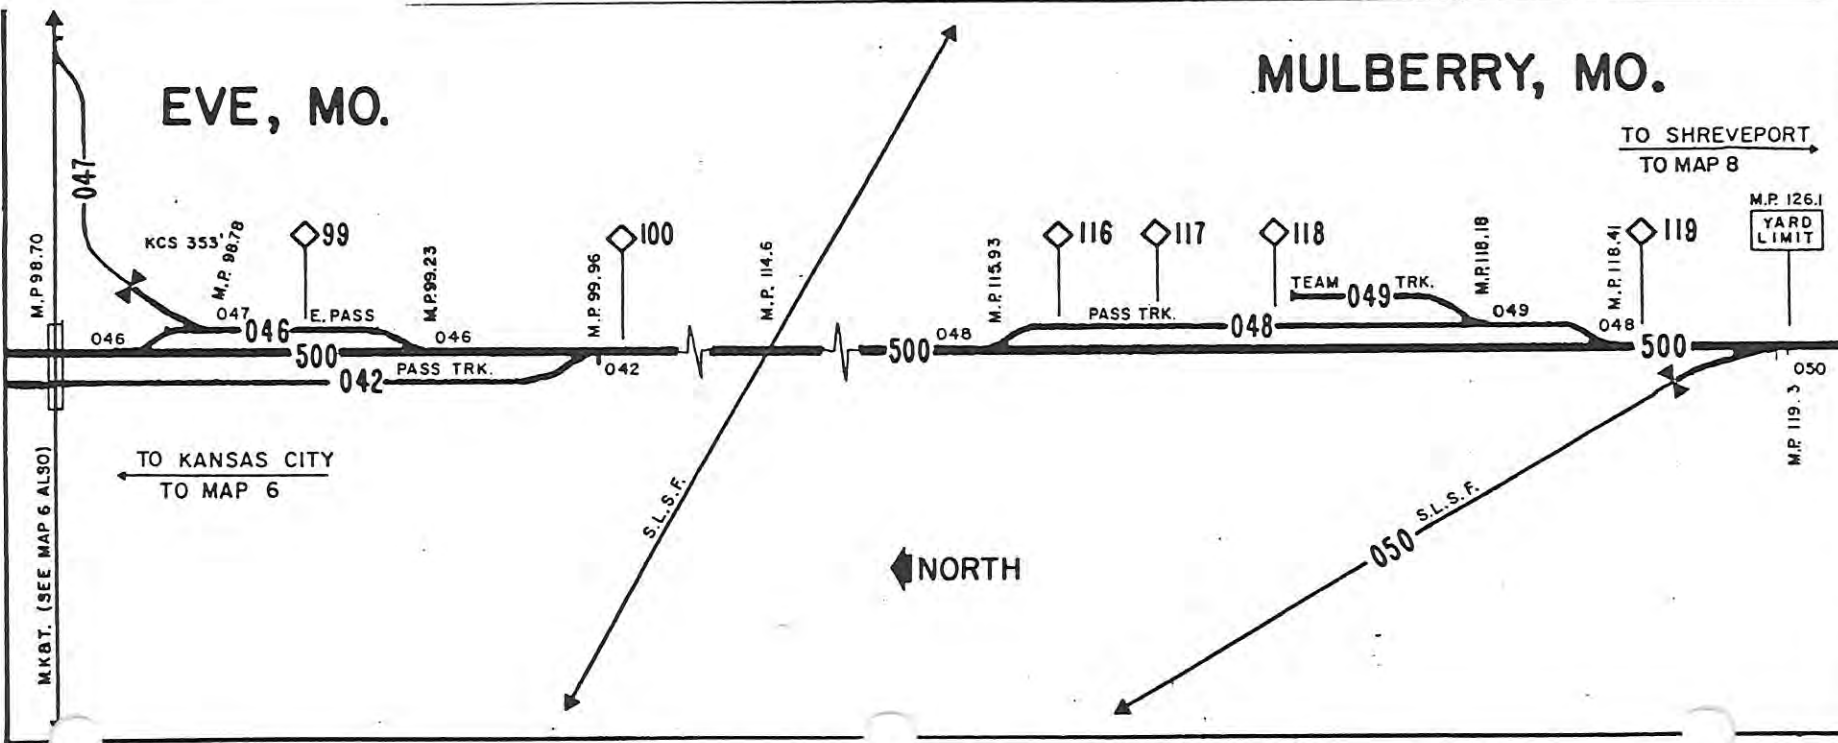 EVE, MO.
MULBERRY, MO.
TO SHREVEPORT
TO MAP 8
047
M.P 98.70
KCS 353'
M.P. 98.78
99
M.P. 99.23
M.P. 99.96
100
M.P. 114.6
M.P. 115.93
116
117
118
M.P. 118.18
M.P. 118.41
119
M.P. 126.1
YARD
LIMIT
TEAM 049 TRK.
046
047
046 E. PASS
046
PASS TRK.
048
048
049
048
500
500
500
042 PASS TRK.
042
050
M.P. 119.3
TO KANSAS CITY
TO MAP 6
M.K&T. (SEE MAP 6 ALSO)
S.L.S.F.
NORTH
050
S.L.S.F.